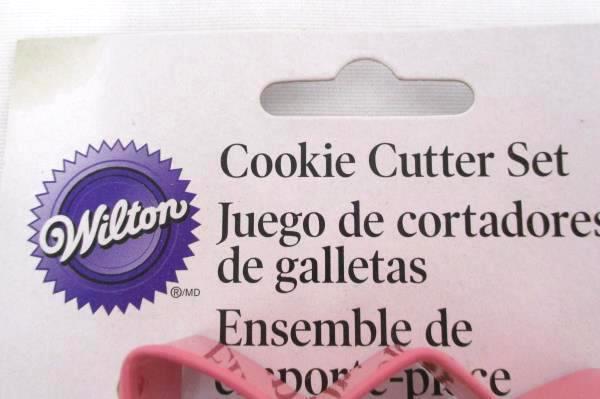 Cookie Cutter Set
Wilton
®/MD
Juego de cortadores
de galletas
Ensemble de